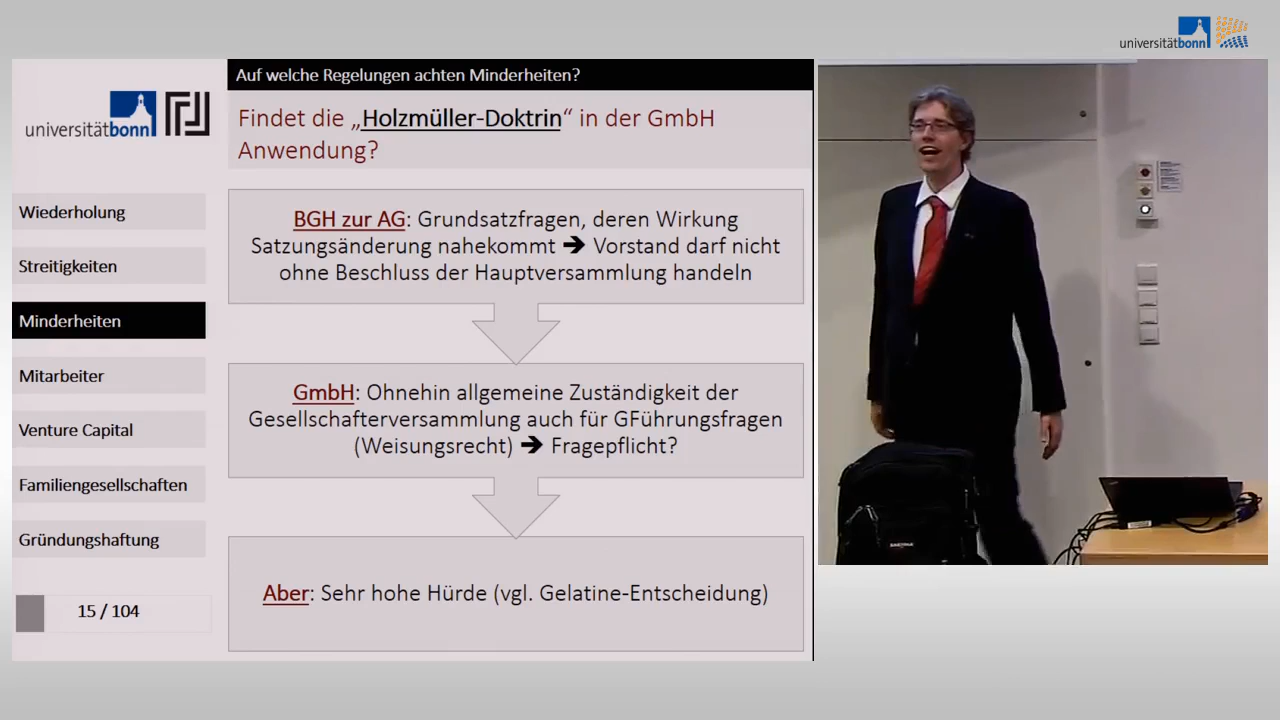 universitätbonn
Auf welche Regelungen achten Minderheiten?
universitätbonn
Findet die „Holzmüller-Doktrin“ in der GmbH
Anwendung?
Wiederholung
Streitigkeiten
Minderheiten
Mitarbeiter
Venture Capital
Familiengesellschaften
Gründungshaftung
15 / 104
BGH zur AG: Grundsatzfragen, deren Wirkung
Satzungsänderung nahekommt 🡲 Vorstand darf nicht
ohne Beschluss der Hauptversammlung handeln
GmbH: Ohnehin allgemeine Zuständigkeit der
Gesellschafterversammlung auch für GFührungsfragen
(Weisungsrecht) 🡲 Fragepflicht?
Aber: Sehr hohe Hürde (vgl. Gelatine-Entscheidung)